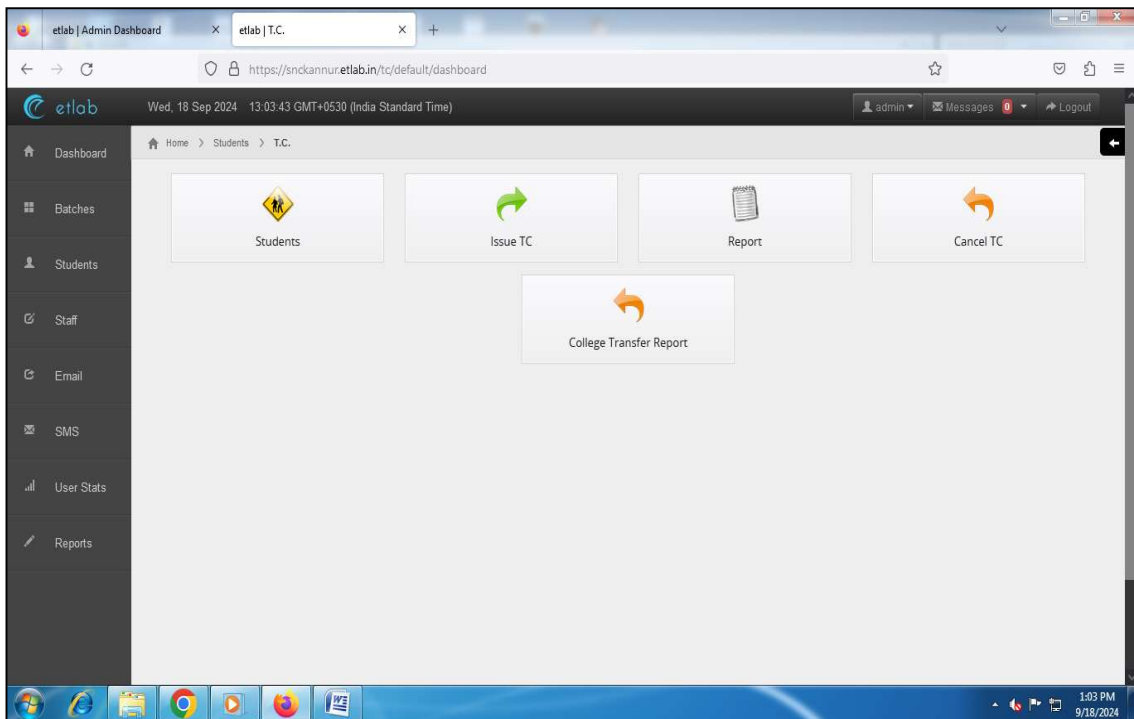 etlab | Admin Dashboard
etlab | T.C.
https://snckannur.etlab.in/tc/default/dashboard
etlab
Wed, 18 Sep 2024 13:03:43 GMT+0530 (India Standard Time)
admin
Messages 0
Logout
Home > Students > T.C.
Dashboard
Batches
Students
Staff
Email
SMS
User Stats
Reports
Students
Issue TC
Report
Cancel TC
College Transfer Report
1:03 PM
9/18/2024